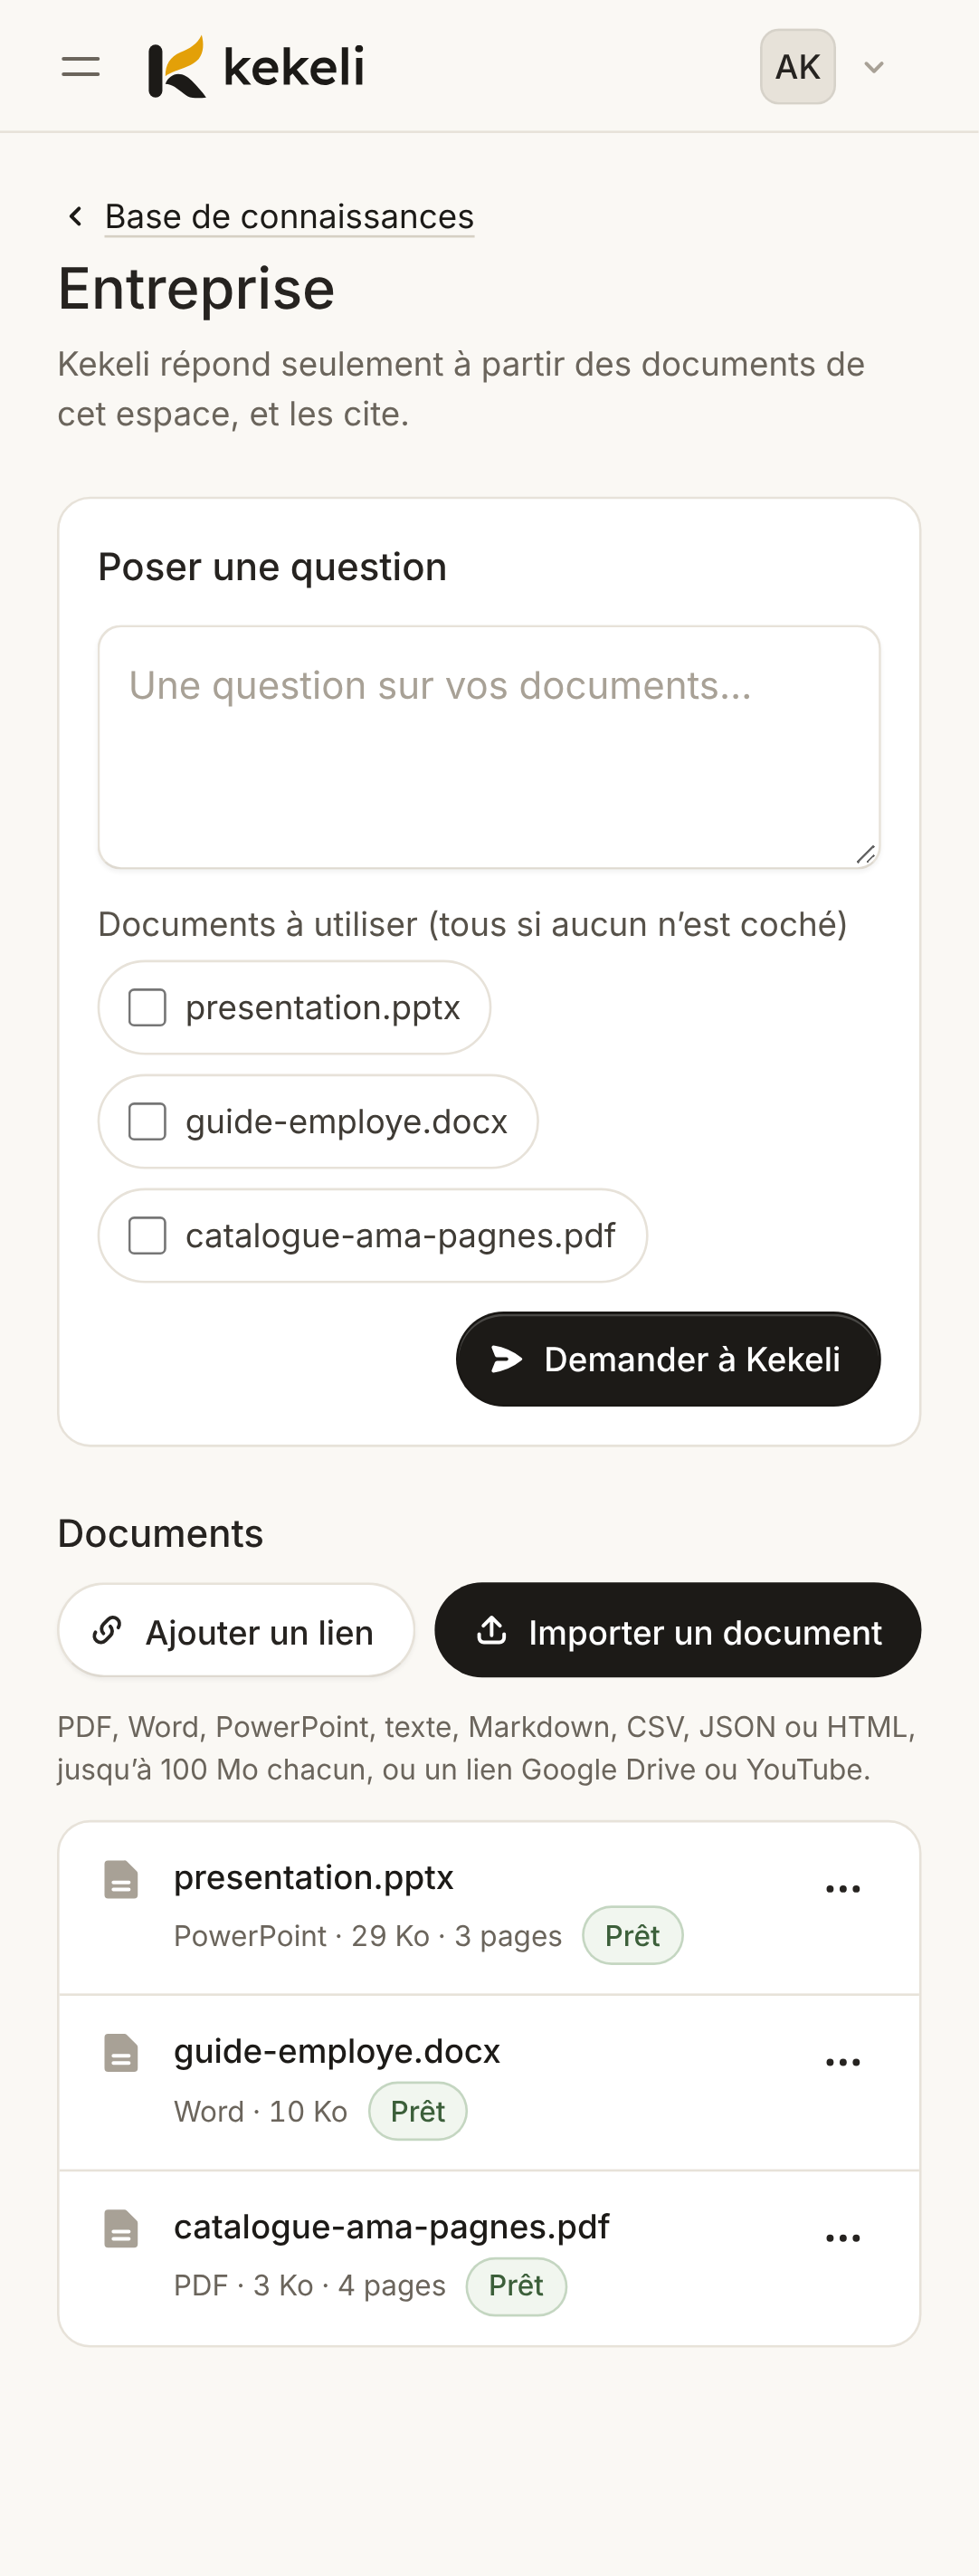 kekeli
AK
Base de connaissances
Entreprise
Kekeli répond seulement à partir des documents de
cet espace, et les cite.
Poser une question
Une question sur vos documents...
Documents à utiliser (tous si aucun n’est coché)
presentation.pptx
guide-employe.docx
catalogue-ama-pagnes.pdf
Demander à Kekeli
Documents
Ajouter un lien
Importer un document
PDF, Word, PowerPoint, texte, Markdown, CSV, JSON ou HTML,
jusqu’à 100 Mo chacun, ou un lien Google Drive ou YouTube.
presentation.pptx
PowerPoint · 29 Ko · 3 pages Prêt
guide-employe.docx
Word · 10 Ko Prêt
catalogue-ama-pagnes.pdf
PDF · 3 Ko · 4 pages Prêt